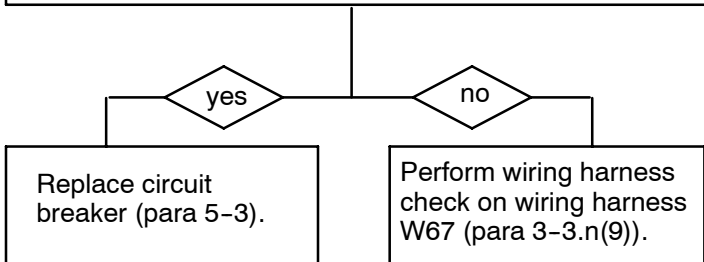 yes
no
Replace circuit
breaker (para 5-3).
Perform wiring harness
check on wiring harness
W67 (para 3-3.n(9)).